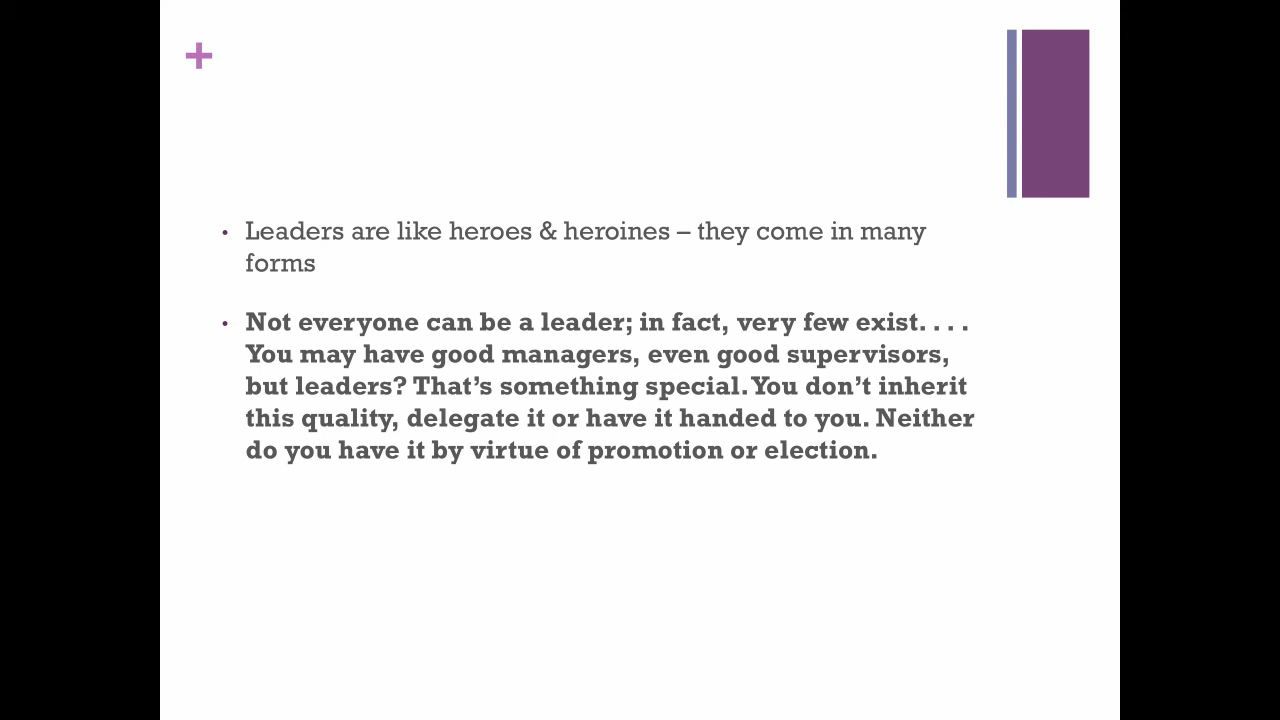 +
• Leaders are like heroes & heroines – they come in many
forms
• Not everyone can be a leader; in fact, very few exist. . . .
You may have good managers, even good supervisors,
but leaders? That’s something special. You don’t inherit
this quality, delegate it or have it handed to you. Neither
do you have it by virtue of promotion or election.